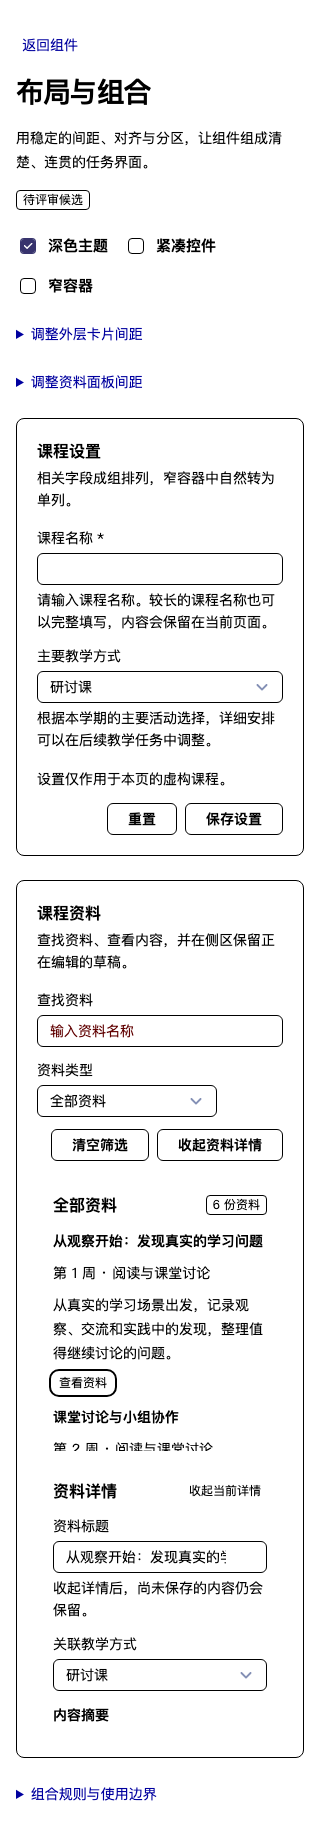 返回组件
布局与组合
用稳定的间距、对齐与分区，让组件组成清
楚、连贯的任务界面。
待评审候选
深色主题 紧凑控件
窄容器
调整外层卡片间距
调整资料面板间距
课程设置
相关字段成组排列，窄容器中自然转为
单列。
课程名称 *
请输入课程名称。较长的课程名称也可
以完整填写，内容会保留在当前页面。
主要教学方式
研讨课
根据本学期的主要活动选择，详细安排
可以在后续教学任务中调整。
设置仅作用于本页的虚构课程。
重置 保存设置
课程资料
查找资料、查看内容，并在侧区保留正
在编辑的草稿。
查找资料
输入资料名称
资料类型
全部资料
清空筛选 收起资料详情
全部资料 6 份资料
从观察开始：发现真实的学习问题
第 1 周 · 阅读与课堂讨论
从真实的学习场景出发，记录观
察、交流和实践中的发现，整理值
得继续讨论的问题。
查看资料
课堂讨论与小组协作
第 2 周 · 阅读与课堂讨论
资料详情 收起当前详情
资料标题
从观察开始：发现真实的
收起详情后，尚未保存的内容仍会
保留。
关联教学方式
研讨课
内容摘要
组合规则与使用边界